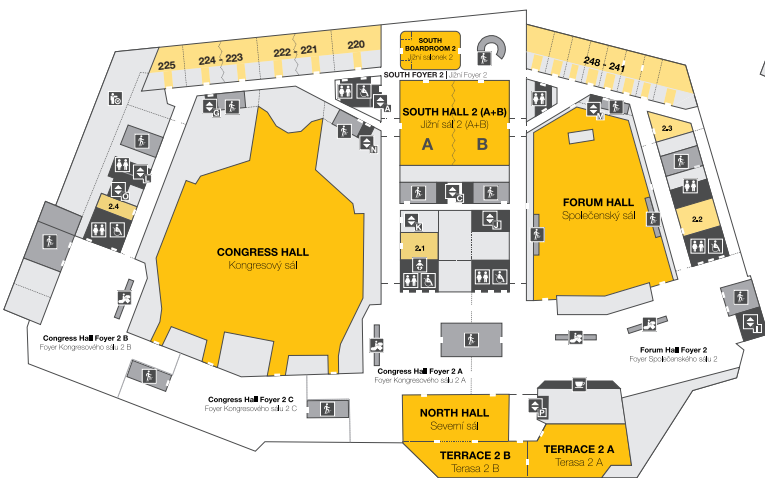 SOUTH
BOARDROOM 2
Jižní salonek 2
220
222 - 221
224 - 223
225
248 - 241
SOUTH FOYER 2 | Jižní Foyer 2
SOUTH HALL 2 (A+B)
Jižní sál 2 (A+B)
A B
G
A
N
M
2.3
L
O
2.4
C
K
J
2.1
2.2
FORUM HALL
Společenský sál
CONGRESS HALL
Kongresový sál
I
Congress Hall Foyer 2 B
Foyer Kongresového sálu 2 B
Forum Hall Foyer 2
Foyer Společenského sálu 2
Congress Hall Foyer 2 A
Foyer Kongresového sálu 2 A
Congress Hall Foyer 2 C
Foyer Kongresového sálu 2 C
P
NORTH HALL
Severní sál
TERRACE 2 B
Terasa 2 B
TERRACE 2 A
Terasa 2 A